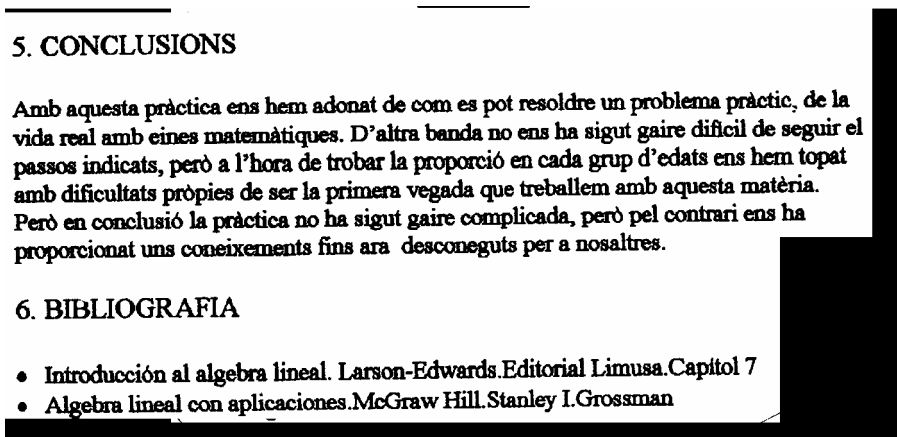 5. CONCLUSIONS
Amb aquesta pràctica ens hem adonat de com es pot resoldre un problema pràctic, de la
vida real amb eines matemàtiques. D'altra banda no ens ha sigut gaire difícil de seguir el
passos indicats, però a l'hora de trobar la proporció en cada grup d'edats ens hem topat
amb dificultats pròpies de ser la primera vegada que treballem amb aquesta matèria.
Però en conclusió la pràctica no ha sigut gaire complicada, però pel contrari ens ha
proporcionat uns coneixements fins ara desconeguts per a nosaltres.
6. BIBLIOGRAFIA
• Introducción al algebra lineal. Larson-Edwards.Editorial Limusa.Capítol 7
• Algebra lineal con aplicaciones.McGraw Hill.Stanley I.Grossman